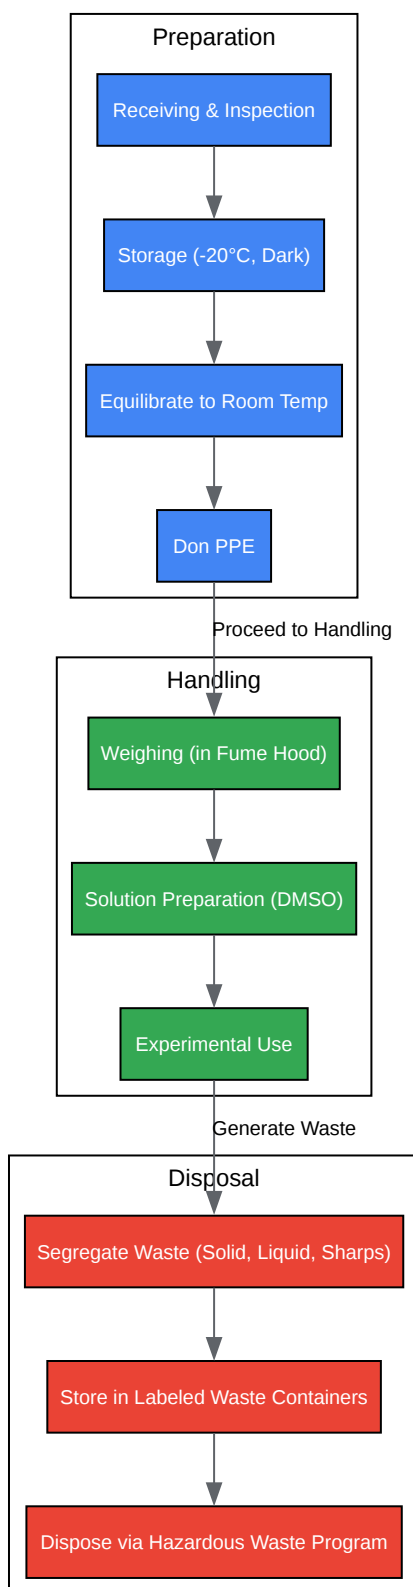 Preparation
Receiving & Inspection
Storage (-20°C, Dark)
Equilibrate to Room Temp
Don PPE
Proceed to Handling
Handling
Weighing (in Fume Hood)
Solution Preparation (DMSO)
Experimental Use
Generate Waste
Disposal
Segregate Waste (Solid, Liquid, Sharps)
Store in Labeled Waste Containers
Dispose via Hazardous Waste Program